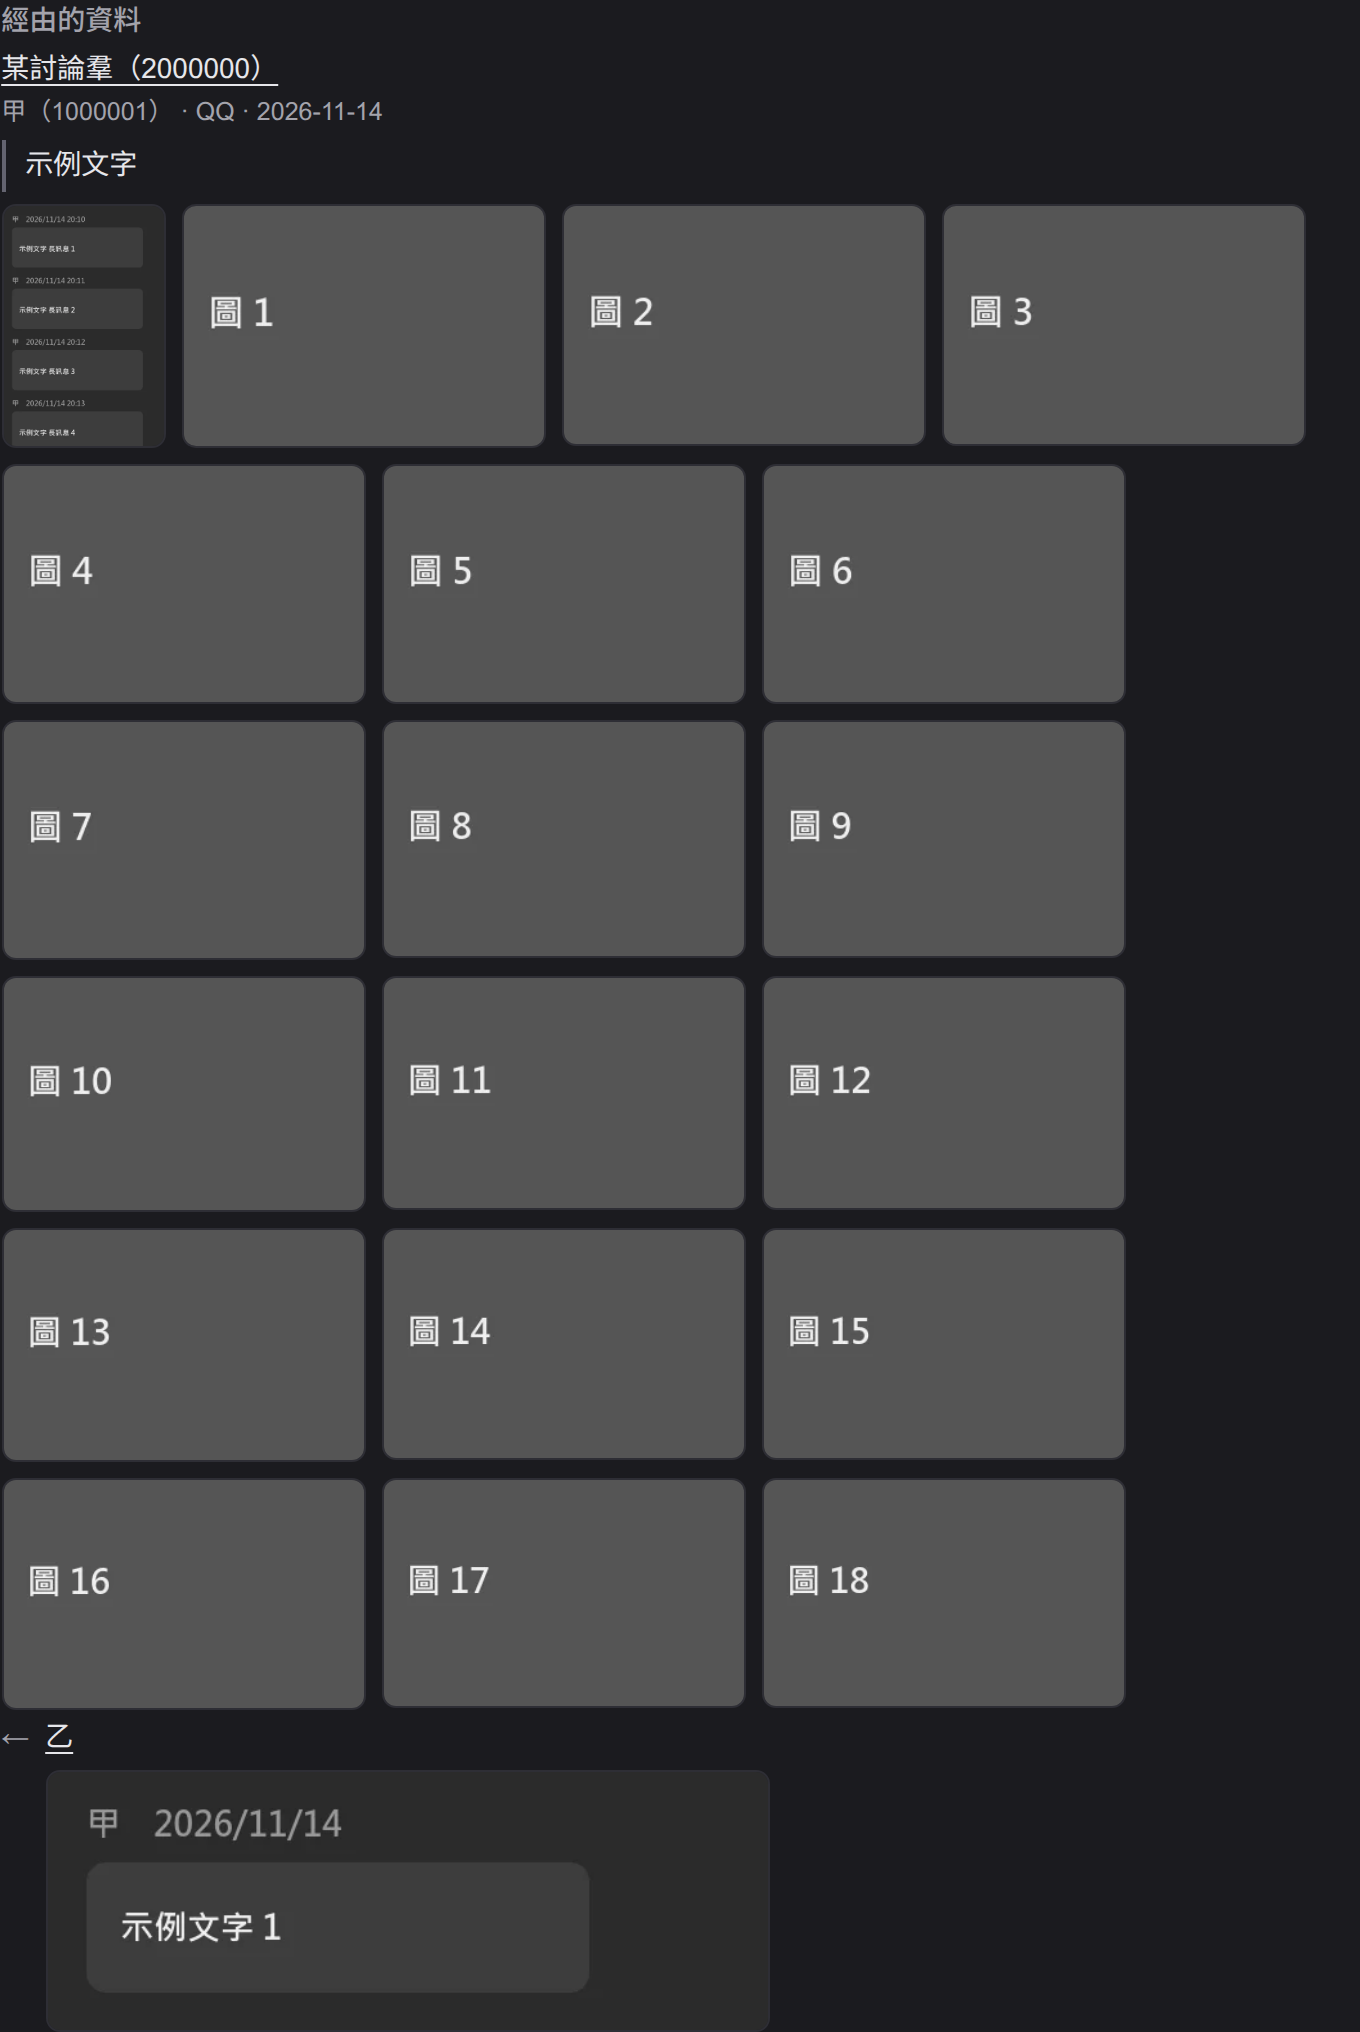 經由的資料
某討論羣（2000000）
甲（1000001） · QQ · 2026-11-14
示例文字
甲 2026/11/14 20:10
示例文字 長訊息 1
甲 2026/11/14 20:11
示例文字 長訊息 2
甲 2026/11/14 20:12
示例文字 長訊息 3
甲 2026/11/14 20:13
示例文字 長訊息 4
圖 1
圖 2
圖 3
圖 4
圖 5
圖 6
圖 7
圖 8
圖 9
圖 10
圖 11
圖 12
圖 13
圖 14
圖 15
圖 16
圖 17
圖 18
← 乙
甲 2026/11/14
示例文字 1